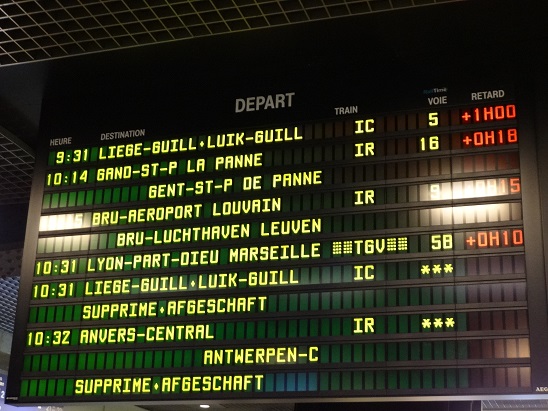 DEPART
HEURE DESTINATION TRAIN VOIE RETARD
9:31 LIEGE-GUILL♦LUIK-GUILL IC 5 +1H00
10:14 GAND-ST-P LA PANNE IR 16 +0H18
GENT-ST-P DE PANNE
BRU-AEROPORT LOUVAIN IR 9
BRU-LUCHTHAVEN LEUVEN
10:31 LYON-PART-DIEU MARSEILLE TGV 5B +0H10
10:31 LIEGE-GUILL♦LUIK-GUILL IC ***
SUPPRIME♦AFGESCHAFT
10:32 ANVERS-CENTRAL IR ***
ANTWERPEN-C
SUPPRIME♦AFGESCHAFT
AEG